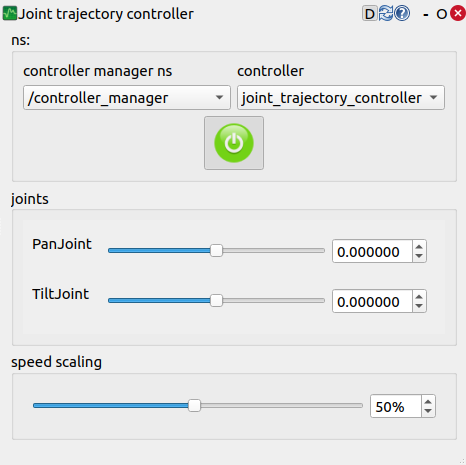 Joint trajectory controller D - O
ns:
controller manager ns controller
/controller_manager joint_trajectory_controller
joints
PanJoint 0.000000
TiltJoint 0.000000
speed scaling
50%